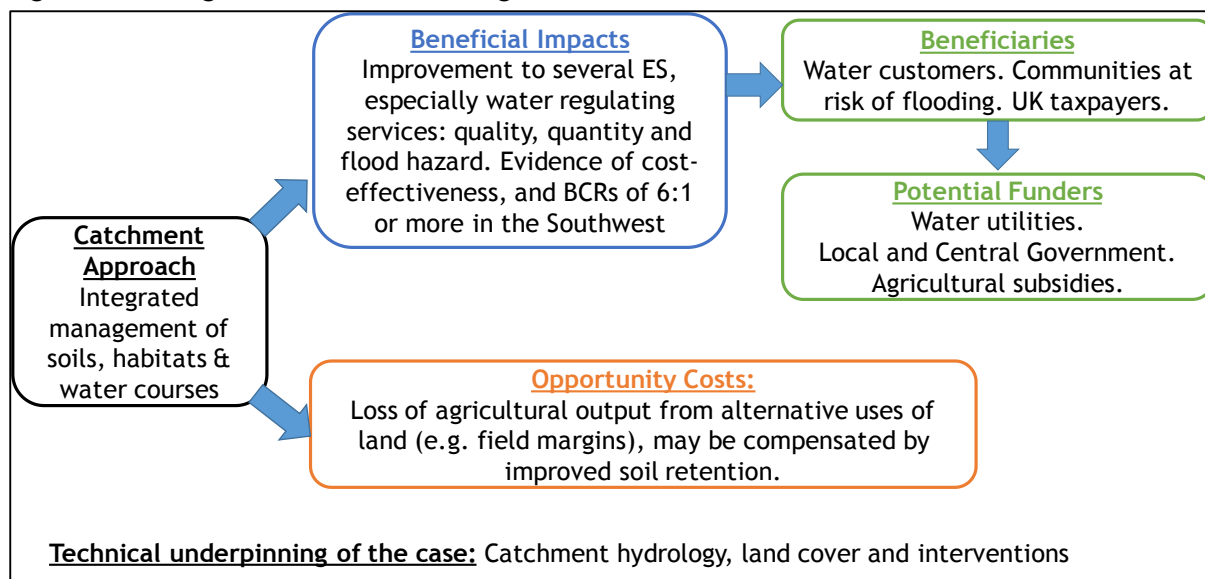 Catchment
Approach
Integrated
management of
soils, habitats &
water courses
Beneficial Impacts
Improvement to several ES,
especially water regulating
services: quality, quantity and
flood hazard. Evidence of cost-
effectiveness, and BCRs of 6:1
or more in the Southwest
Beneficiaries
Water customers. Communities at
risk of flooding. UK taxpayers.
Potential Funders
Water utilities.
Local and Central Government.
Agricultural subsidies.
Opportunity Costs:
Loss of agricultural output from alternative uses of
land (e.g. field margins), may be compensated by
improved soil retention.
Technical underpinning of the case: Catchment hydrology, land cover and interventions